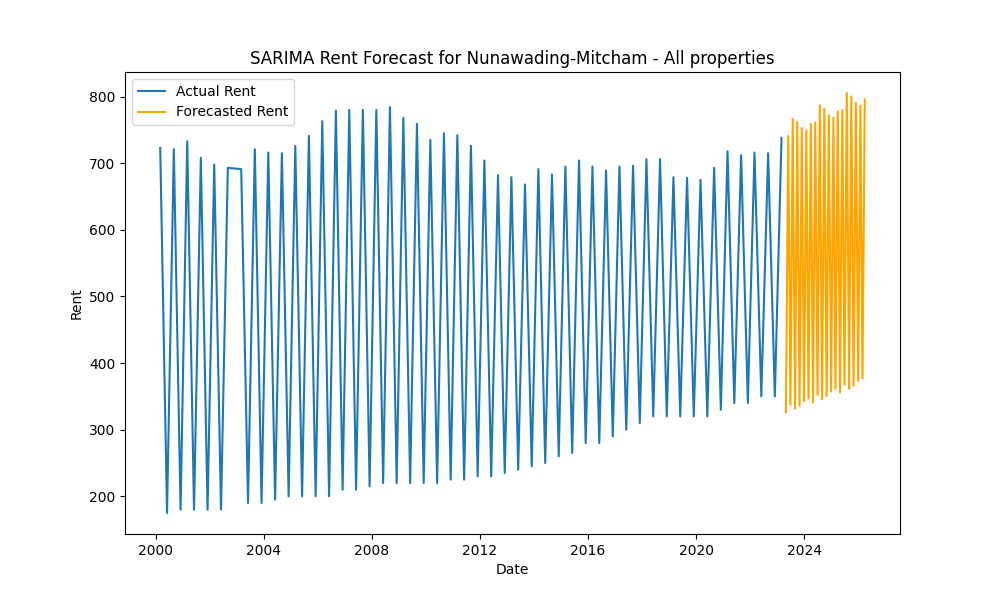 SARIMA Rent Forecast for Nunawading-Mitcham - All properties
Actual Rent
Forecasted Rent
800
700
600
500
400
300
200
Rent
2000 2004 2008 2012 2016 2020 2024
Date